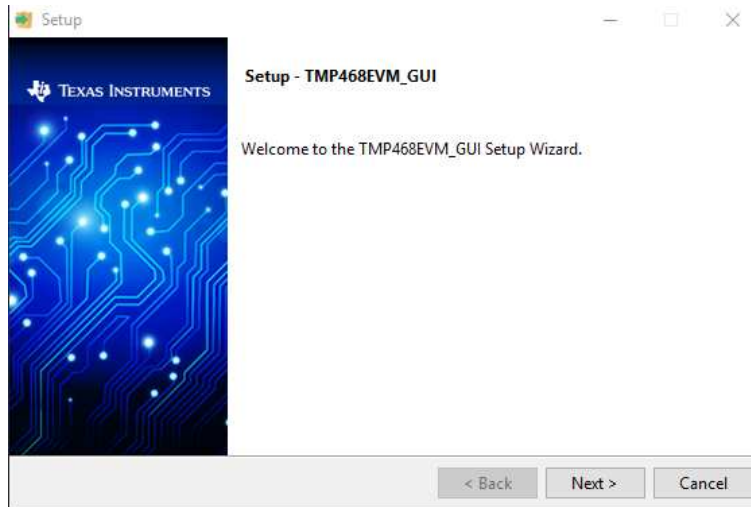 Setup
TEXAS INSTRUMENTS
Setup - TMP468EVM_GUI
Welcome to the TMP468EVM_GUI Setup Wizard.
< Back
Next >
Cancel